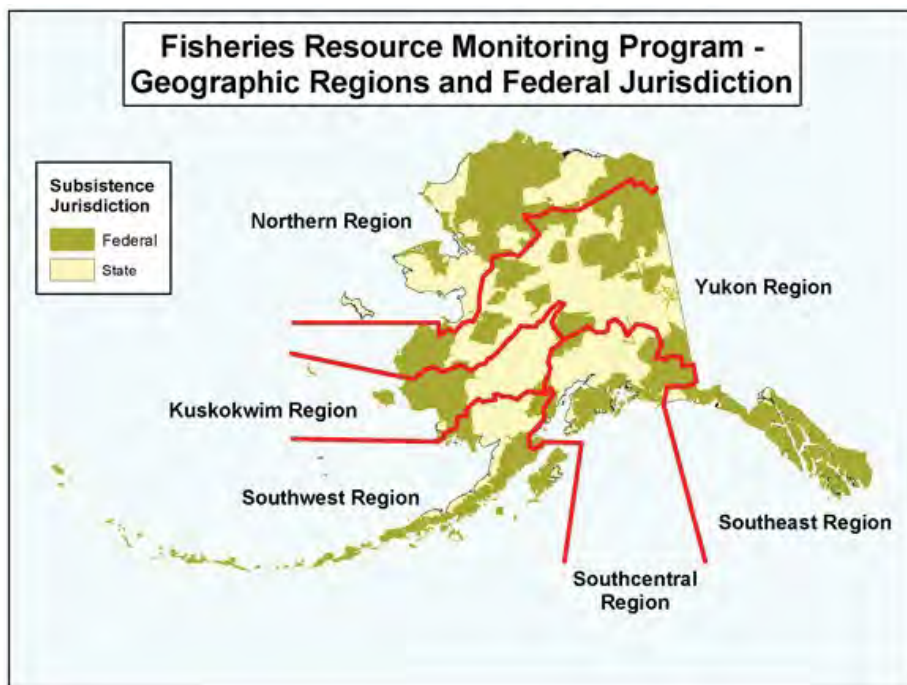 Fisheries Resource Monitoring Program -
Geographic Regions and Federal Jurisdiction
Subsistence
Jurisdiction
Federal
State
Northern Region
Yukon Region
Kuskokwim Region
Southwest Region
Southeast Region
Southcentral
Region